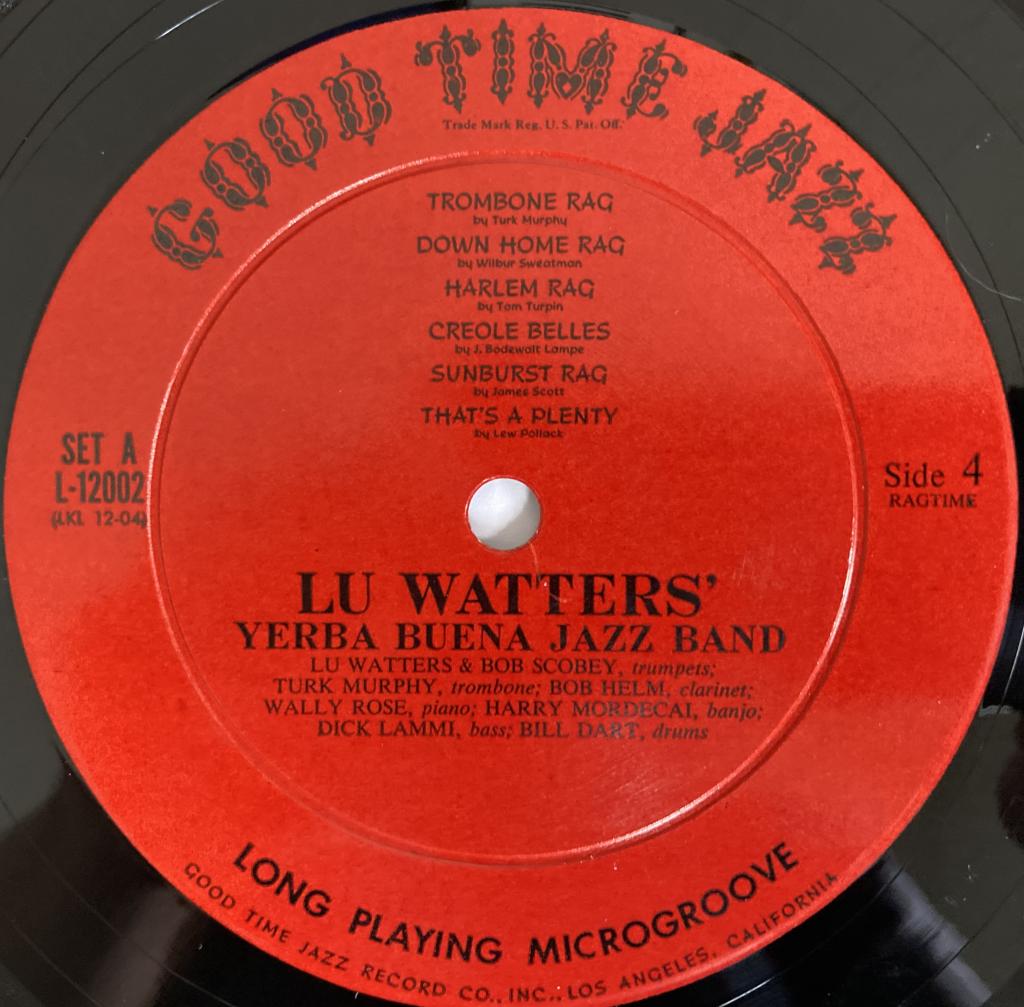 GOOD TIME JAZZ
Trade Mark Reg. U. S. Pat. Off.
TROMBONE RAG
by Turk Murphy
DOWN HOME RAG
by Wilbur Sweatman
HARLEM RAG
by Tom Turpin
CREOLE BELLES
by J. Bodewalt Lampe
SUNBURST RAG
by James Scott
THAT'S A PLENTY
by Lew Pollack
SET A
L-12002
(LKL 12-04)
Side 4
RAGTIME
LU WATTERS'
YERBA BUENA JAZZ BAND
LU WATTERS & BOB SCOBEY, trumpets;
TURK MURPHY, trombone; BOB HELM, clarinet;
WALLY ROSE, piano; HARRY MORDECAI, banjo;
DICK LAMMI, bass; BILL DART, drums
LONG PLAYING MICROGROOVE
GOOD TIME JAZZ RECORD CO., INC., LOS ANGELES, CALIFORNIA